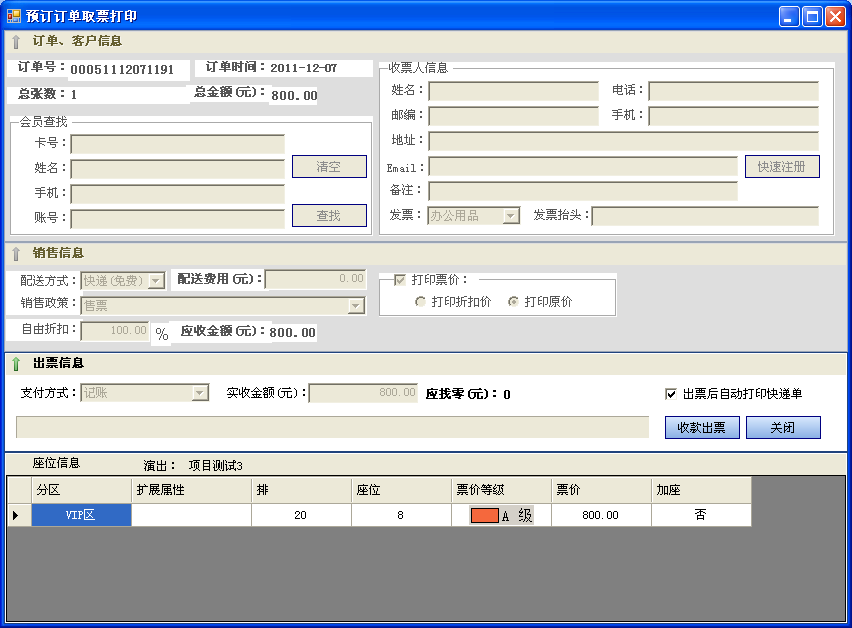 预订订单取票打印
订单、客户信息
订单号：00051112071191 订单时间：2011-12-07
总张数：1 总金额(元)：800.00
会员查找
卡号：
姓名： 清空
手机：
账号： 查找
收票人信息
姓名： 电话：
邮编： 手机：
地址：
Email： 快速注册
备注：
发票：办公用品 发票抬头：
销售信息
配送方式：快递(免费) 配送费用(元)： 0.00
销售政策：售票
自由折扣： 100.00 % 应收金额(元)：800.00
打印票价：
打印折扣价 打印原价
出票信息
支付方式：记账 实收金额(元)： 800.00 应找零(元)：0 出票后自动打印快递单
收款出票 关闭
座位信息 演出： 项目测试3
分区 扩展属性 排 座位 票价等级 票价 加座
VIP区 20 8 A 级 800.00 否